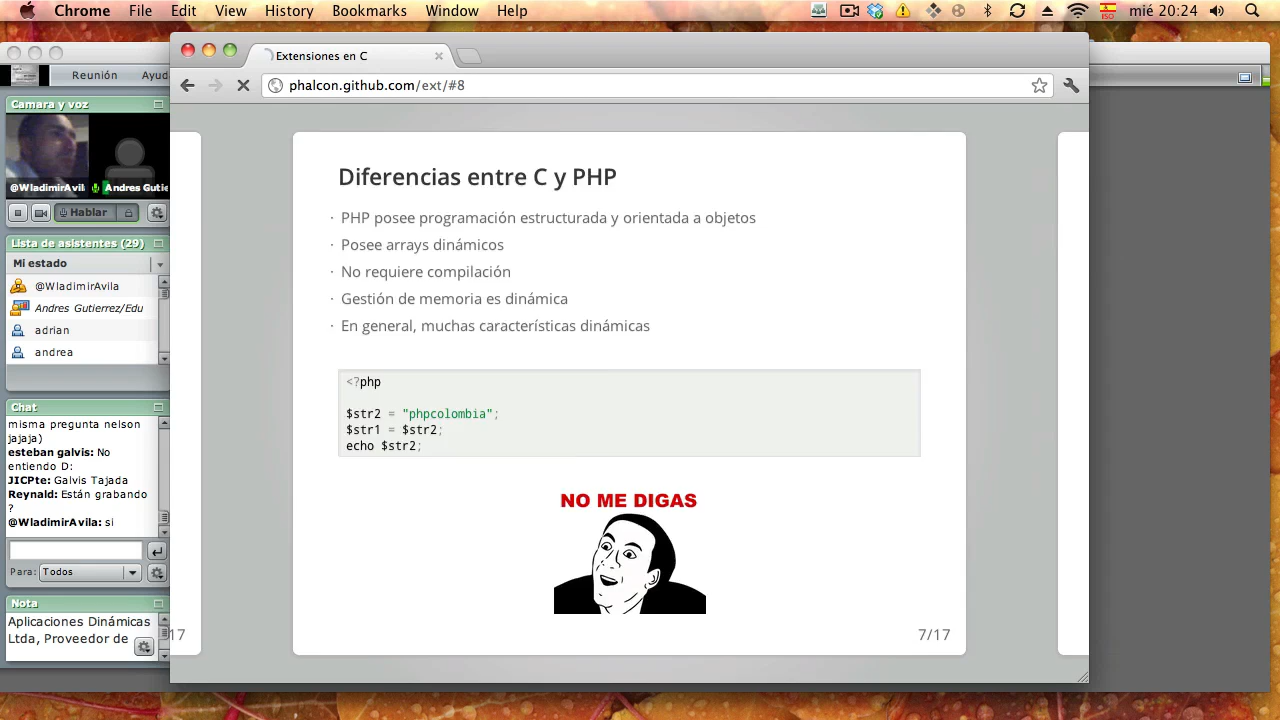 Chrome File Edit View History Bookmarks Window Help
ISO
mié 20:24
Extensiones en C
phalcon.github.com/ext/#8
Reunión Ayud
Camara y voz
@WladimirAvil Andres Gutie
Hablar
Lista de asistentes (29)
Mi estado
@WladimirAvila
Andres Gutierrez/Edu
adrian
andrea
Chat
misma pregunta nelson
jajaja)
esteban galvis: No
entiendo D:
JICPte: Galvis Tajada
Reynald: Están grabando
?
@WladimirAvila: si
Para: Todos
Nota
Aplicaciones Dinámicas
Ltda, Proveedor de
17
Diferencias entre C y PHP
· PHP posee programación estructurada y orientada a objetos
· Posee arrays dinámicos
· No requiere compilación
· Gestión de memoria es dinámica
· En general, muchas características dinámicas
<?php
$str2 = "phpcolombia";
$str1 = $str2;
echo $str2;
NO ME DIGAS
7/17